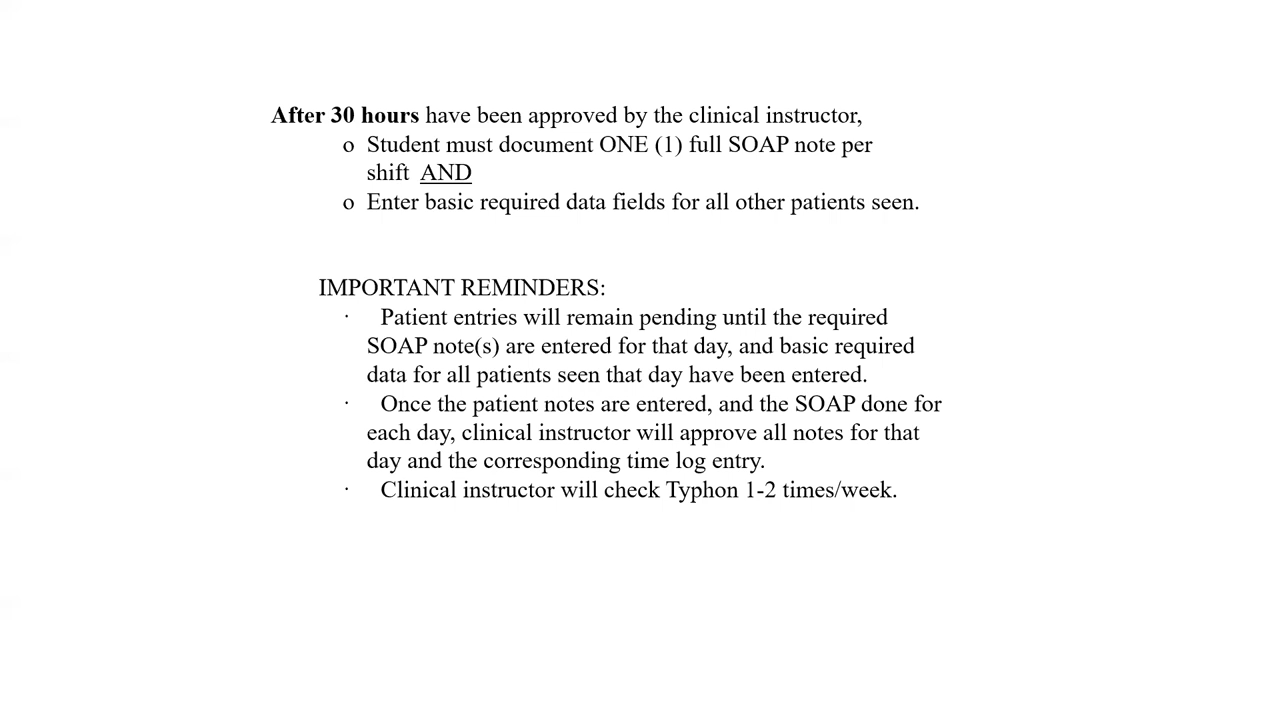 After 30 hours have been approved by the clinical instructor,
o Student must document ONE (1) full SOAP note per
shift AND
o Enter basic required data fields for all other patients seen.
IMPORTANT REMINDERS:
· Patient entries will remain pending until the required
SOAP note(s) are entered for that day, and basic required
data for all patients seen that day have been entered.
· Once the patient notes are entered, and the SOAP done for
each day, clinical instructor will approve all notes for that
day and the corresponding time log entry.
· Clinical instructor will check Typhon 1-2 times/week.